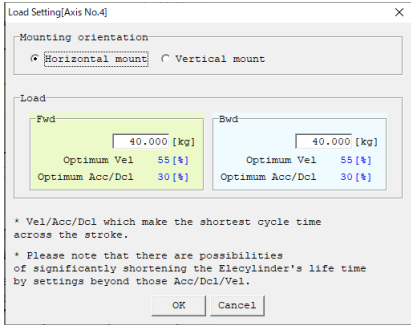 Load Setting[Axis No.4]
Mounting orientation
Horizontal mount Vertical mount
Load
Fwd
40.000 [kg]
Optimum Vel 55[%]
Optimum Acc/Dcl 30[%]
Bwd
40.000 [kg]
Optimum Vel 55[%]
Optimum Acc/Dcl 30[%]
* Vel/Acc/Dcl which make the shortest cycle time
across the stroke.
* Please note that there are possibilities
of significantly shortening the Elecylinder's life time
by settings beyond those Acc/Dcl/Vel.
OK Cancel